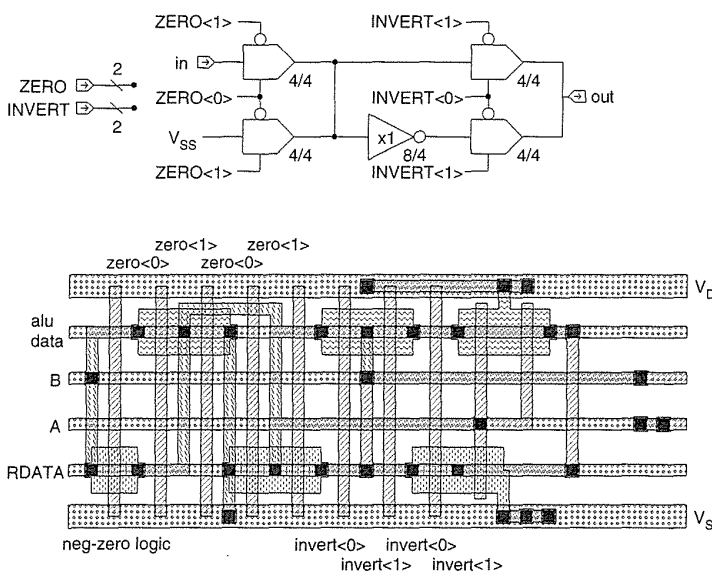 ZERO<1>
INVERT<1>
in
4/4
4/4
2
ZERO
ZERO<0>
INVERT<0>
out
INVERT
2
VSS
x1
4/4
8/4
4/4
ZERO<1>
INVERT<1>
zero<1> zero<1>
zero<0> zero<0>
VD
alu
data
B
A
RDATA
VS
neg-zero logic
invert<0> invert<0>
invert<1> invert<1>